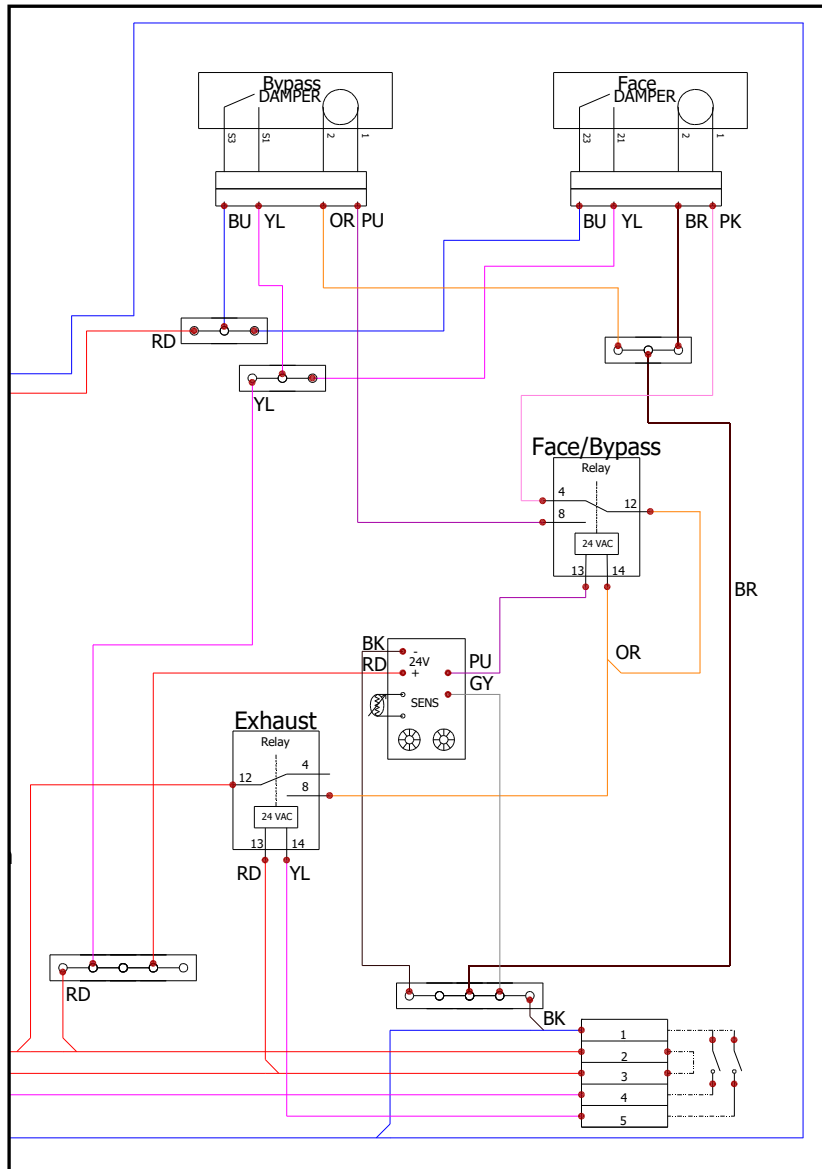 Bypass
DAMPER
S3
S1
2
1
Face
DAMPER
23
21
2
1
BU
YL
OR
PU
BU
YL
BR
PK
RD
YL
Face/Bypass
Relay
4
12
8
24 VAC
13
14
BR
OR
BK
-
24V
RD
+
PU
GY
SENS
Exhaust
Relay
4
12
8
24 VAC
13
14
RD
YL
RD
BK
1
2
3
4
5